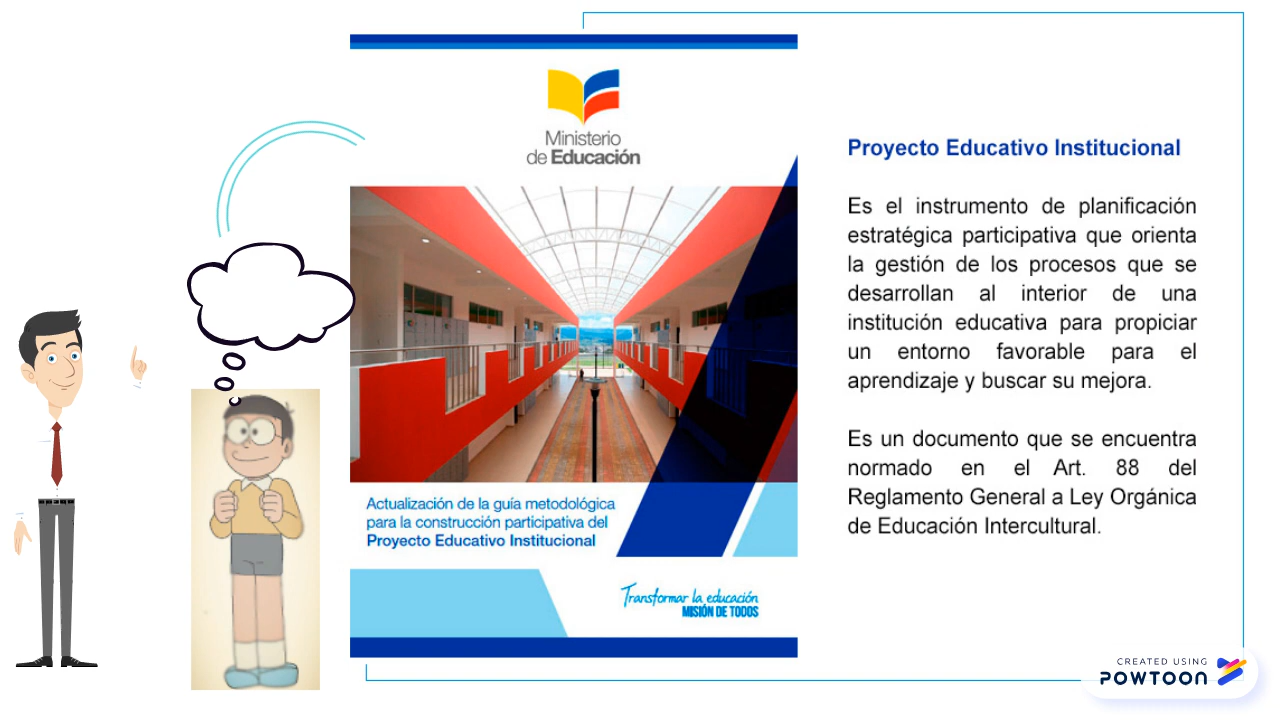 Ministerio
de Educación
Actualización de la guía metodológica
para la construcción participativa del
Proyecto Educativo Institucional
Transformar la educación
MISIÓN DE TODOS
Proyecto Educativo Institucional
Es el instrumento de planificación
estratégica participativa que orienta
la gestión de los procesos que se
desarrollan al interior de una
institución educativa para propiciar
un entorno favorable para el
aprendizaje y buscar su mejora.
Es un documento que se encuentra
normado en el Art. 88 del
Reglamento General a Ley Orgánica
de Educación Intercultural.
CREATED USING
POWTOON